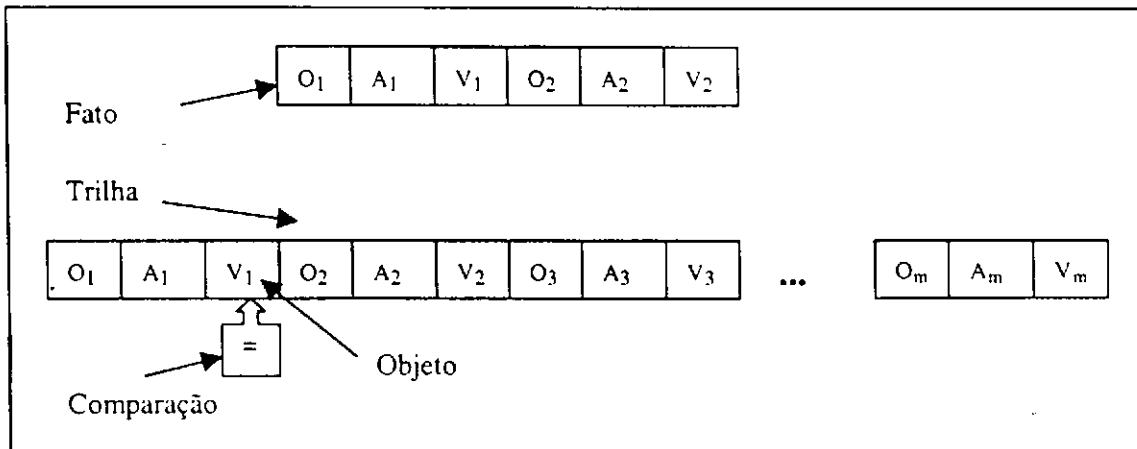 O₁ A₁ V₁ O₂ A₂ V₂
Fato
Trilha
O₁ A₁ V₁ O₂ A₂ V₂ O₃ A₃ V₃ ... Oₘ Aₘ Vₘ
=
Objeto
Comparação